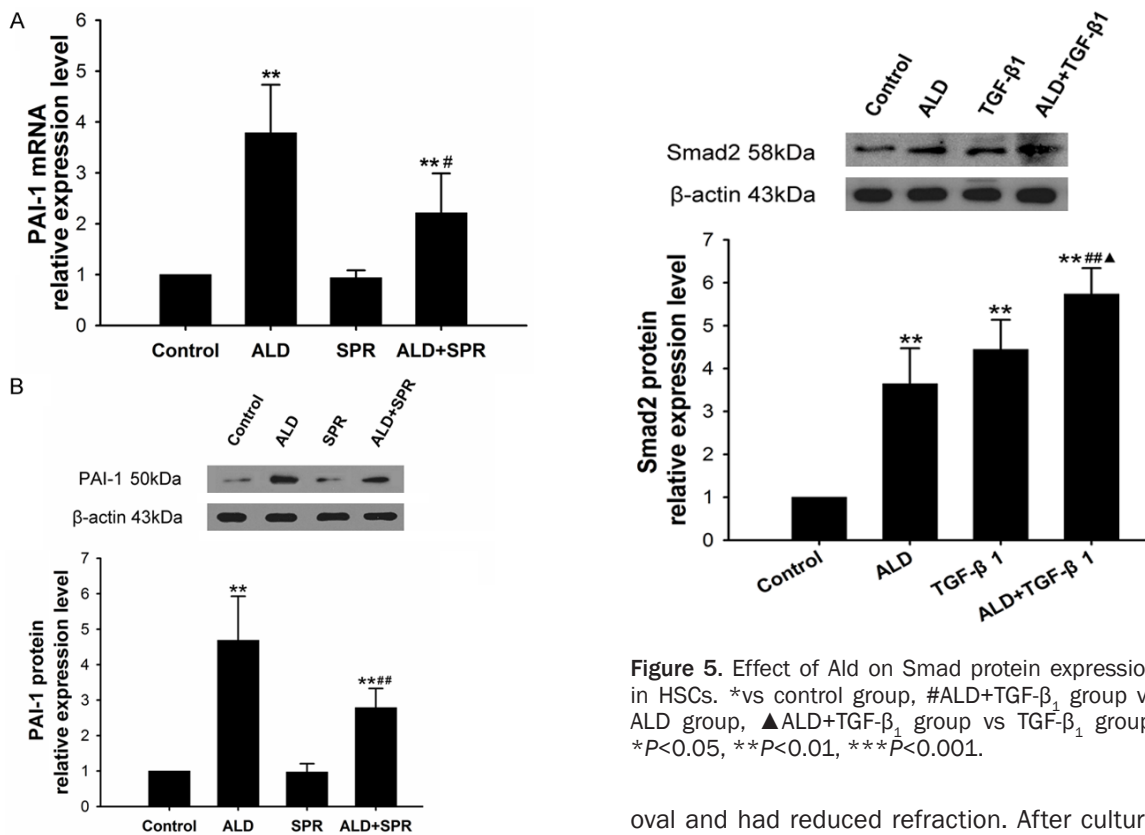 A
PAI-1 mRNA
relative expression level
6
5
4
3
2
1
0
**
** #
Control ALD SPR ALD+SPR
B
Control ALD SPR ALD+SPR
PAI-1 50kDa
β-actin 43kDa
PAI-1 protein
relative expression level
7
6
5
4
3
2
1
0
**
**##
Control ALD SPR ALD+SPR
Control ALD TGF-β1 ALD+TGF-β1
Smad2 58kDa
β-actin 43kDa
Smad2 protein
relative expression level
7
6
5
4
3
2
1
0
**
**
**##▲
Control ALD TGF-β 1 ALD+TGF-β 1
Figure 5. Effect of Ald on Smad protein expression
in HSCs. *vs control group, #ALD+TGF-β₁ group v
ALD group, ▲ALD+TGF-β₁ group vs TGF-β₁ group
*P<0.05, **P<0.01, ***P<0.001.
oval and had reduced refraction. After cultur